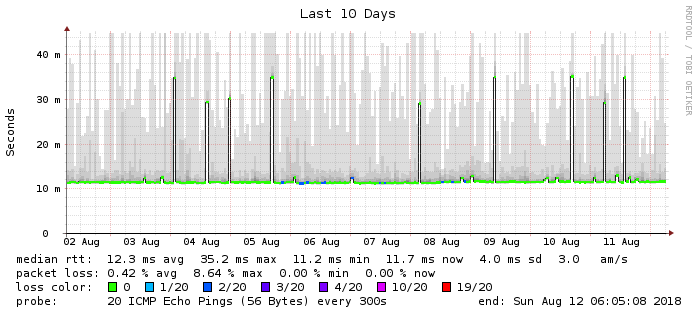 Last 10 Days
RRDTOOL / TOBI OETIKER
Seconds
40 m
30 m
20 m
10 m
0
02 Aug 03 Aug 04 Aug 05 Aug 06 Aug 07 Aug 08 Aug 09 Aug 10 Aug 11 Aug
median rtt: 12.3 ms avg 35.2 ms max 11.2 ms min 11.7 ms now 4.0 ms sd 3.0 am/s
packet loss: 0.42 % avg 8.64 % max 0.00 % min 0.00 % now
loss color: 0 1/20 2/20 3/20 4/20 10/20 19/20
probe: 20 ICMP Echo Pings (56 Bytes) every 300s end: Sun Aug 12 06:05:08 2018